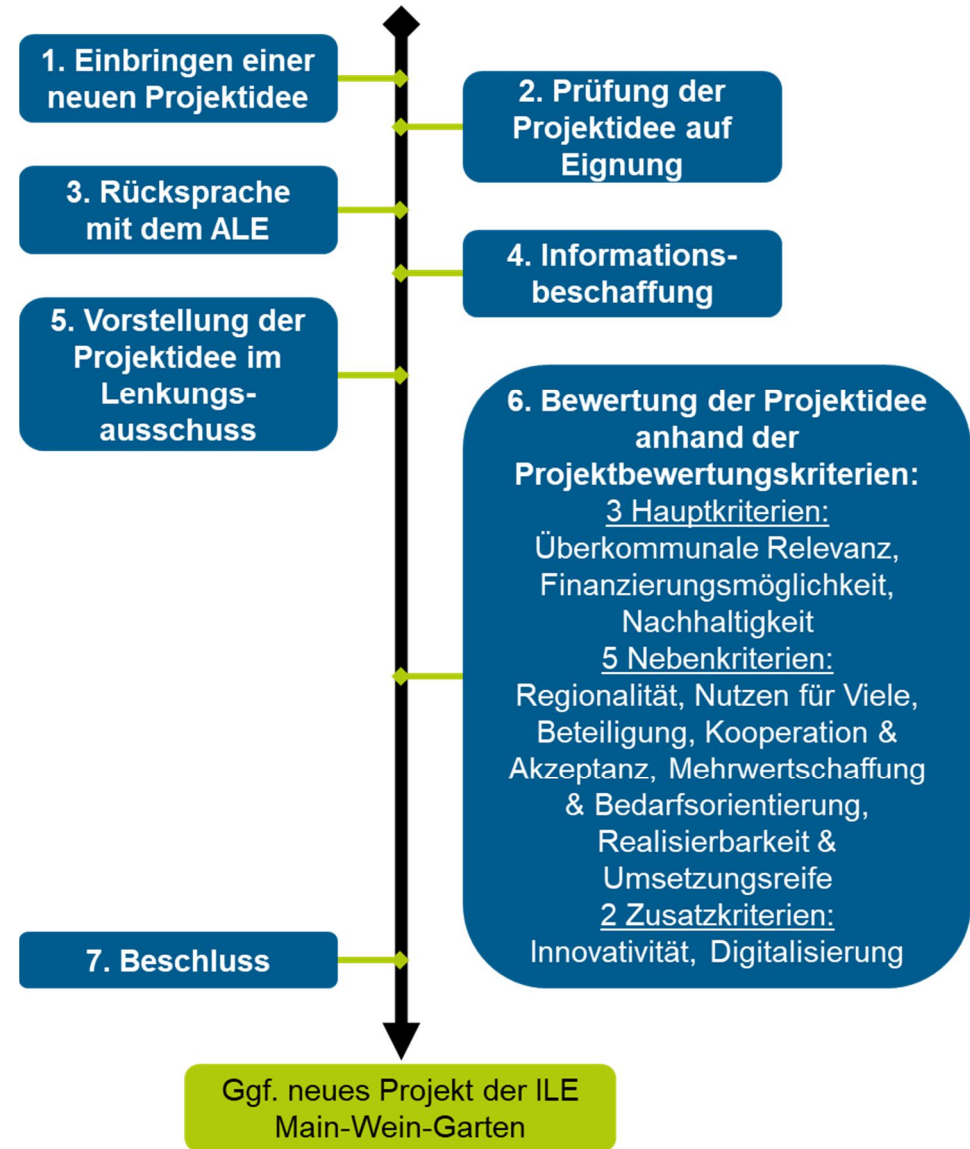 1. Einbringen einer
neuen Projektidee
2. Prüfung der
Projektidee auf
Eignung
3. Rücksprache
mit dem ALE
4. Informations-
beschaffung
5. Vorstellung der
Projektidee im
Lenkungs-
ausschuss
6. Bewertung der Projektidee
anhand der
Projektbewertungskriterien:
3 Hauptkriterien:
Überkommunale Relevanz,
Finanzierungsmöglichkeit,
Nachhaltigkeit
5 Nebenkriterien:
Regionalität, Nutzen für Viele,
Beteiligung, Kooperation &
Akzeptanz, Mehrwertschaffung
& Bedarfsorientierung,
Realisierbarkeit &
Umsetzungsreife
2 Zusatzkriterien:
Innovativität, Digitalisierung
7. Beschluss
Ggf. neues Projekt der ILE
Main-Wein-Garten